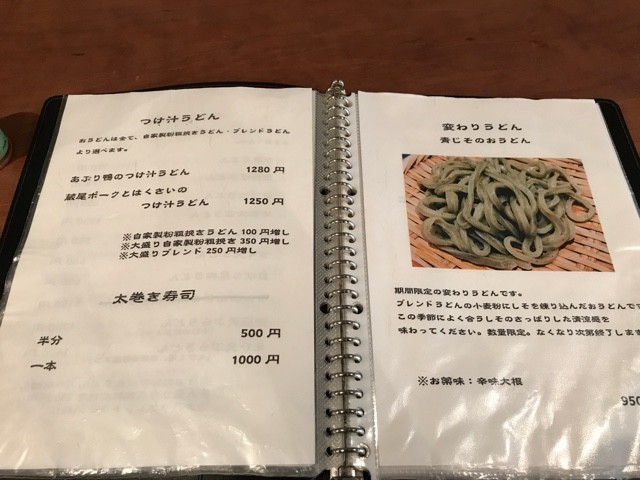 つけ汁うどん
おうどんは全て、自家製粉粗挽きうどん・ブレンドうどん
より選べます。
あぶり鴨のつけ汁うどん 1280 円
蔵尾ポークとはくさいの
つけ汁うどん 1250 円
※自家製粉粗挽きうどん 100 円増し
※大盛り自家製粉粗挽き 350 円増し
※大盛りブレンド 250 円増し
太巻き寿司
半分 500 円
一本 1000 円
変わりうどん
青じそのおうどん
期間限定の変わりうどんです。
ブレンドうどんの小麦粉にしそを練り込んだおうどんです
この季節によく合うしそのさっぱりした清涼感を
味わってください。数量限定。なくなり次第終了します
※お薬味：辛味大根
950